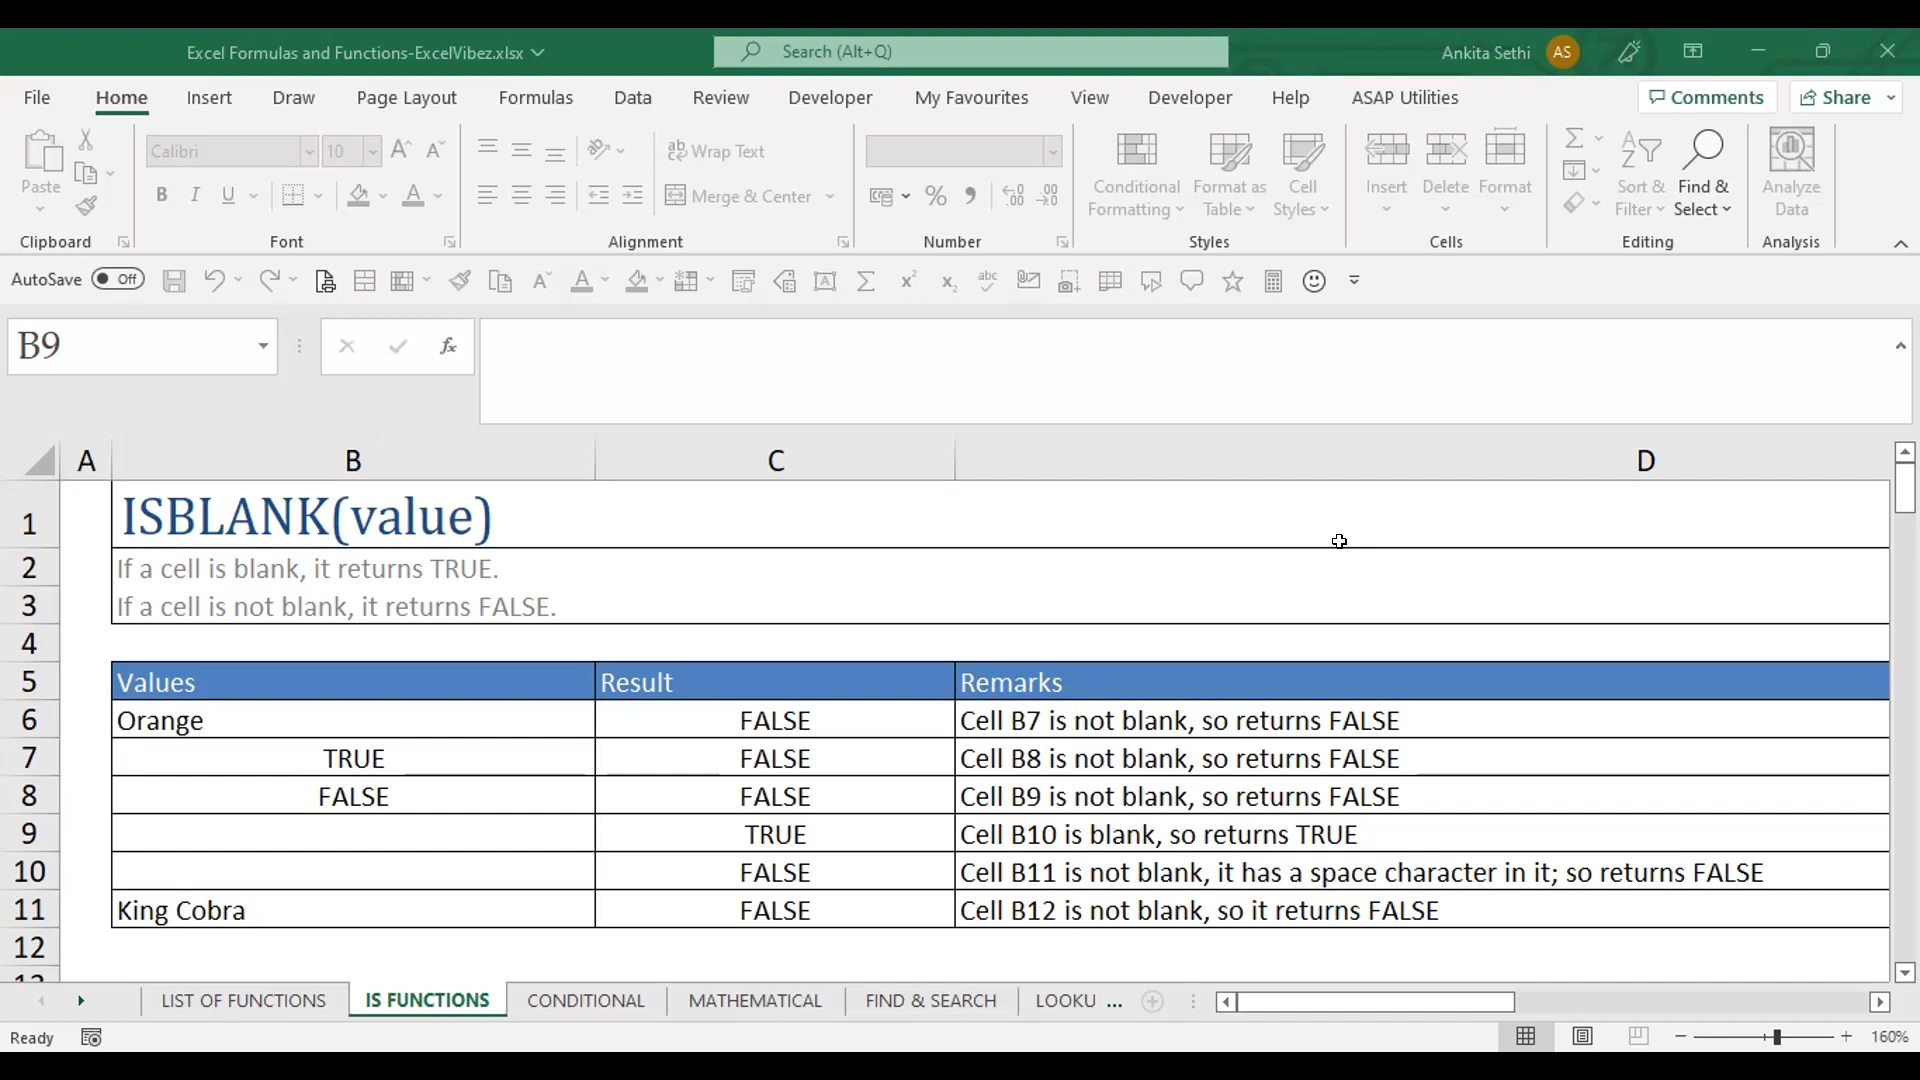 Excel Formulas and Functions-ExcelVibez.xlsx
Search (Alt+Q)
Ankita Sethi
AS
File
Home
Insert
Draw
Page Layout
Formulas
Data
Review
Developer
My Favourites
View
Developer
Help
ASAP Utilities
Comments
Share
Paste
Calibri
10
Wrap Text
Merge & Center
Conditional
Formatting
Format as
Table
Cell
Styles
Insert
Delete
Format
Sort &
Filter
Find &
Select
Analyze
Data
Clipboard
Font
Alignment
Number
Styles
Cells
Editing
Analysis
AutoSave
Off
B9
fx
A B C D
1 ISBLANK(value)
2 If a cell is blank, it returns TRUE.
3 If a cell is not blank, it returns FALSE.
4
5 Values Result Remarks
6 Orange FALSE Cell B7 is not blank, so returns FALSE
7 TRUE FALSE Cell B8 is not blank, so returns FALSE
8 FALSE FALSE Cell B9 is not blank, so returns FALSE
9 TRUE Cell B10 is blank, so returns TRUE
10 FALSE Cell B11 is not blank, it has a space character in it; so returns FALSE
11 King Cobra FALSE Cell B12 is not blank, so it returns FALSE
12
LIST OF FUNCTIONS
IS FUNCTIONS
CONDITIONAL
MATHEMATICAL
FIND & SEARCH
LOOKU ...
Ready
160%